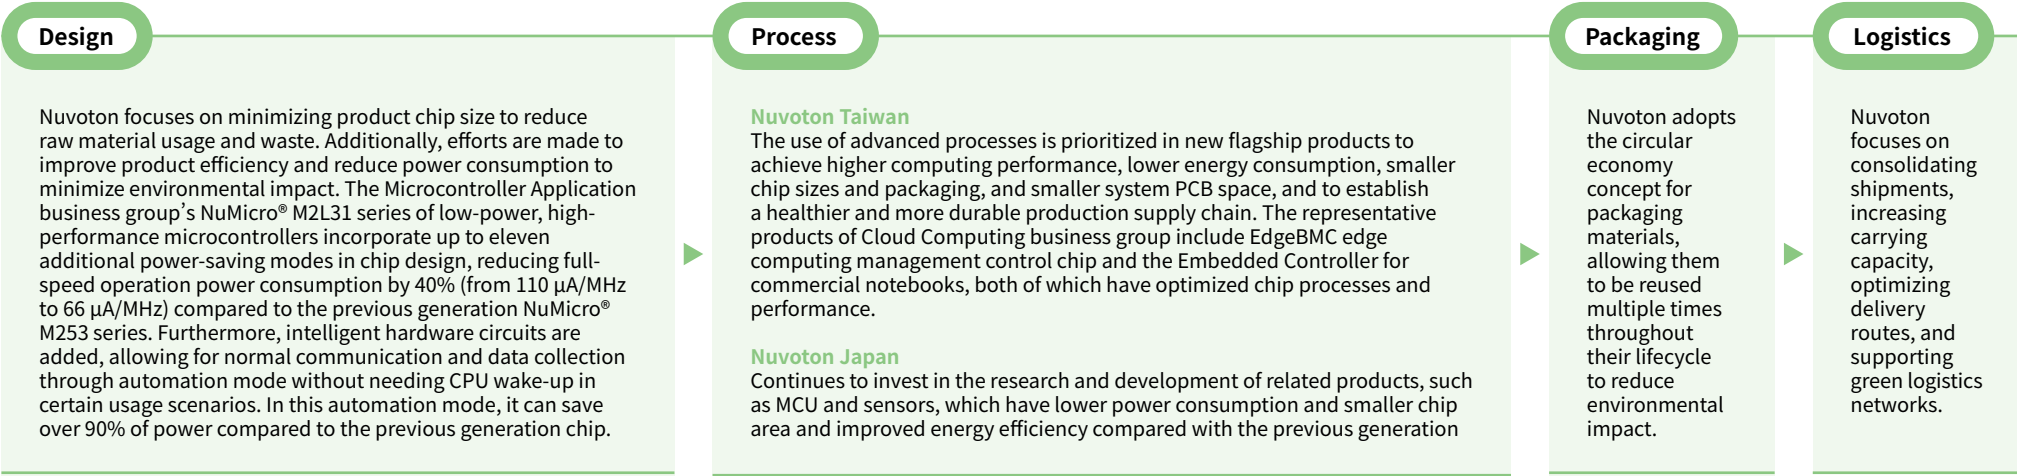 Design
Nuvoton focuses on minimizing product chip size to reduce
raw material usage and waste. Additionally, efforts are made to
improve product efficiency and reduce power consumption to
minimize environmental impact. The Microcontroller Application
business group's NuMicro® M2L31 series of low-power, high-
performance microcontrollers incorporate up to eleven
additional power-saving modes in chip design, reducing full-
speed operation power consumption by 40% (from 110 μA/MHz
to 66 μA/MHz) compared to the previous generation NuMicro®
M253 series. Furthermore, intelligent hardware circuits are
added, allowing for normal communication and data collection
through automation mode without needing CPU wake-up in
certain usage scenarios. In this automation mode, it can save
over 90% of power compared to the previous generation chip.
Process
Nuvoton Taiwan
The use of advanced processes is prioritized in new flagship products to
achieve higher computing performance, lower energy consumption, smaller
chip sizes and packaging, and smaller system PCB space, and to establish
a healthier and more durable production supply chain. The representative
products of Cloud Computing business group include EdgeBMC edge
computing management control chip and the Embedded Controller for
commercial notebooks, both of which have optimized chip processes and
performance.
Nuvoton Japan
Continues to invest in the research and development of related products, such
as MCU and sensors, which have lower power consumption and smaller chip
area and improved energy efficiency compared with the previous generation
Packaging
Nuvoton adopts
the circular
economy
concept for
packaging
materials,
allowing them
to be reused
multiple times
throughout
their lifecycle
to reduce
environmental
impact.
Logistics
Nuvoton
focuses on
consolidating
shipments,
increasing
carrying
capacity,
optimizing
delivery
routes, and
supporting
green logistics
networks.